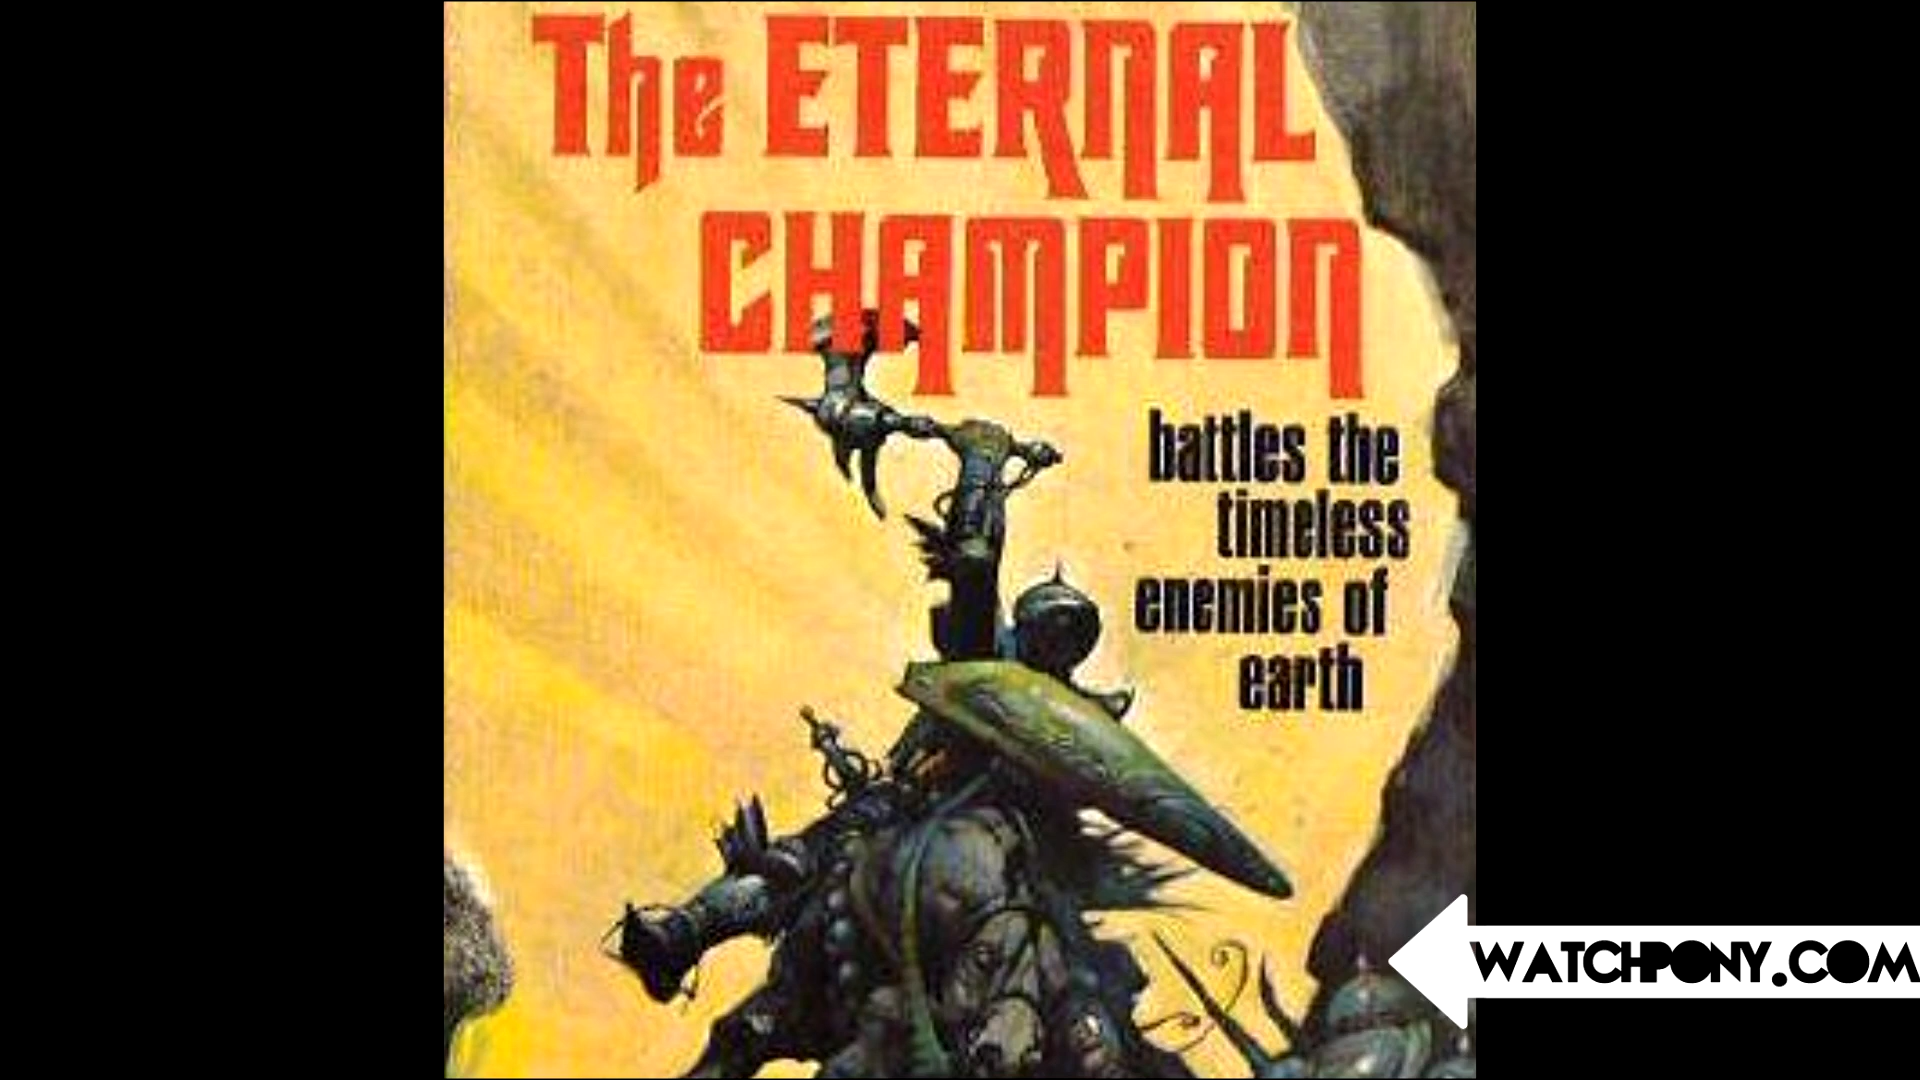 The ETERNAL
CHAMPION
battles the
timeless
enemies of
earth
WATCHPONY.COM